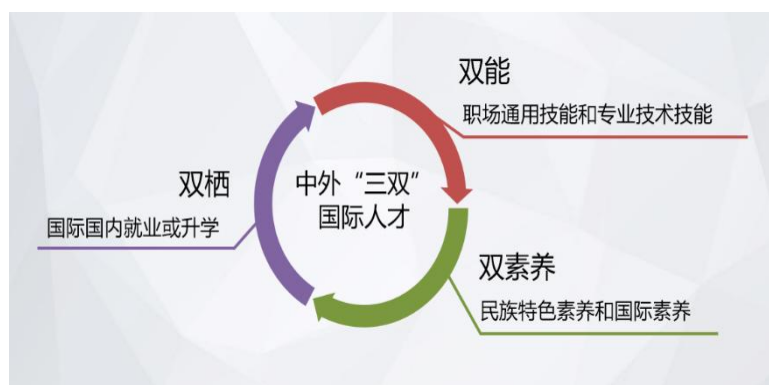 双能
职场通用技能和专业技术技能
双栖
国际国内就业或升学
中外“三双”
国际人才
双素养
民族特色素养和国际素养